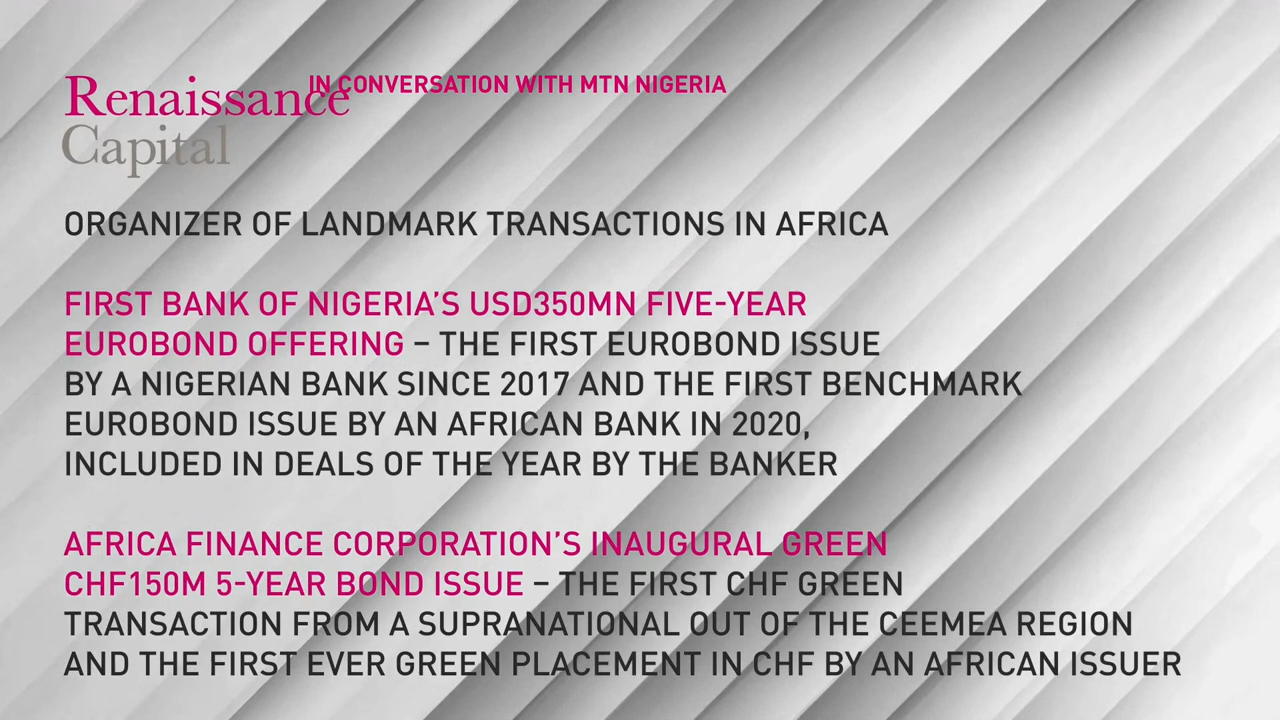 Renaissance
Capital
IN CONVERSATION WITH MTN NIGERIA
ORGANIZER OF LANDMARK TRANSACTIONS IN AFRICA
FIRST BANK OF NIGERIA’S USD350MN FIVE-YEAR
EUROBOND OFFERING – THE FIRST EUROBOND ISSUE
BY A NIGERIAN BANK SINCE 2017 AND THE FIRST BENCHMARK
EUROBOND ISSUE BY AN AFRICAN BANK IN 2020,
INCLUDED IN DEALS OF THE YEAR BY THE BANKER
AFRICA FINANCE CORPORATION’S INAUGURAL GREEN
CHF150M 5-YEAR BOND ISSUE – THE FIRST CHF GREEN
TRANSACTION FROM A SUPRANATIONAL OUT OF THE CEEMEA REGION
AND THE FIRST EVER GREEN PLACEMENT IN CHF BY AN AFRICAN ISSUER